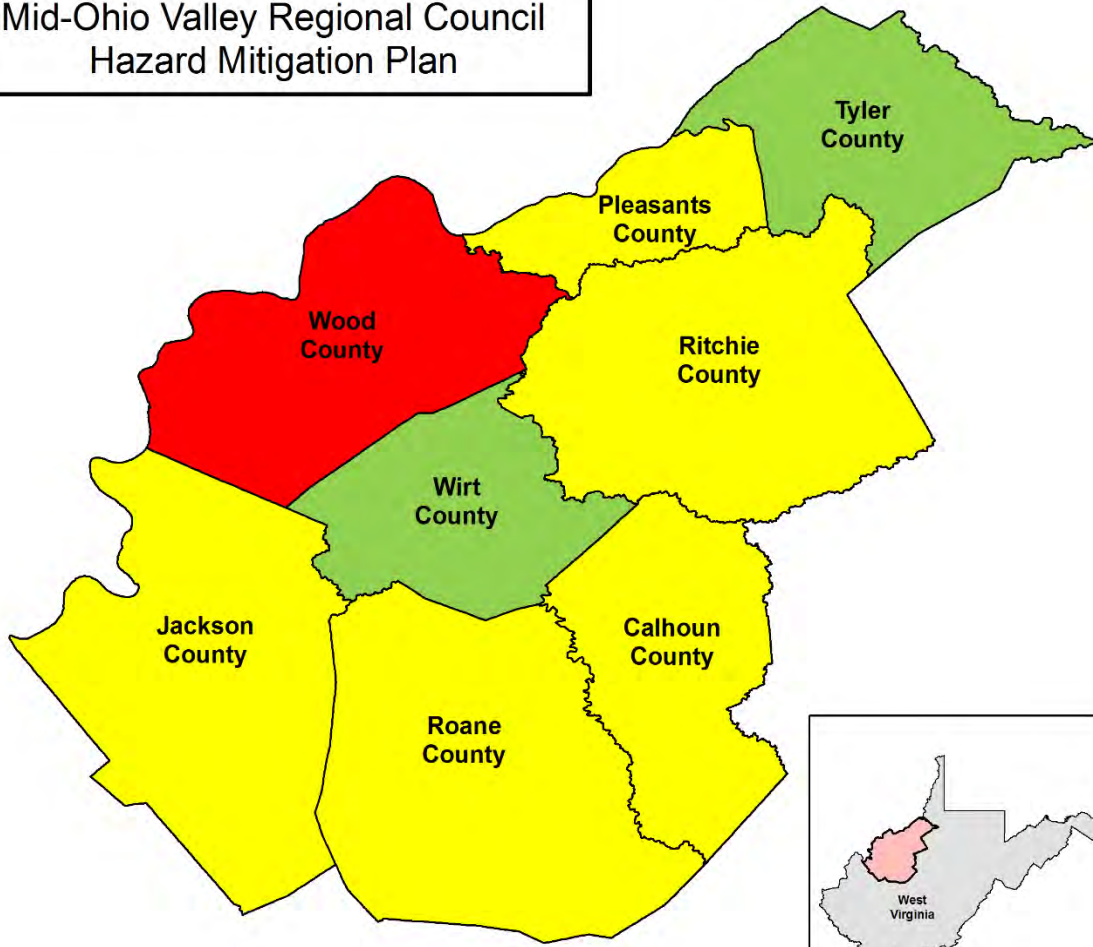 Mid-Ohio Valley Regional Council
Hazard Mitigation Plan
Tyler
County
Pleasants
County
Wood
County
Ritchie
County
Wirt
County
Jackson
County
Calhoun
County
Roane
County
West
Virginia